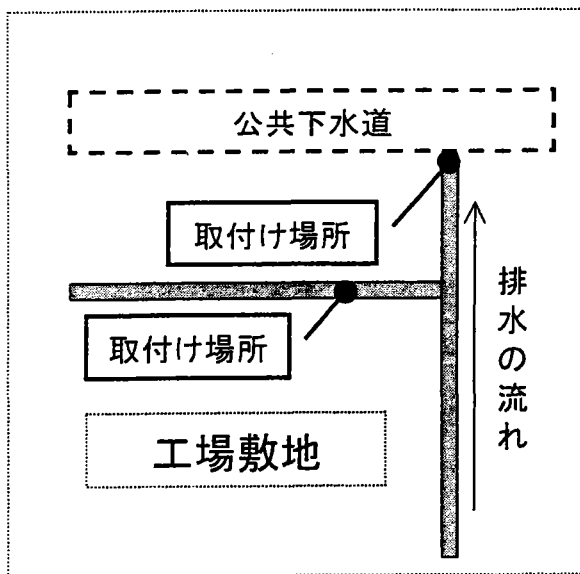 公共下水道
取付け場所
取付け場所
排水の流れ
工場敷地